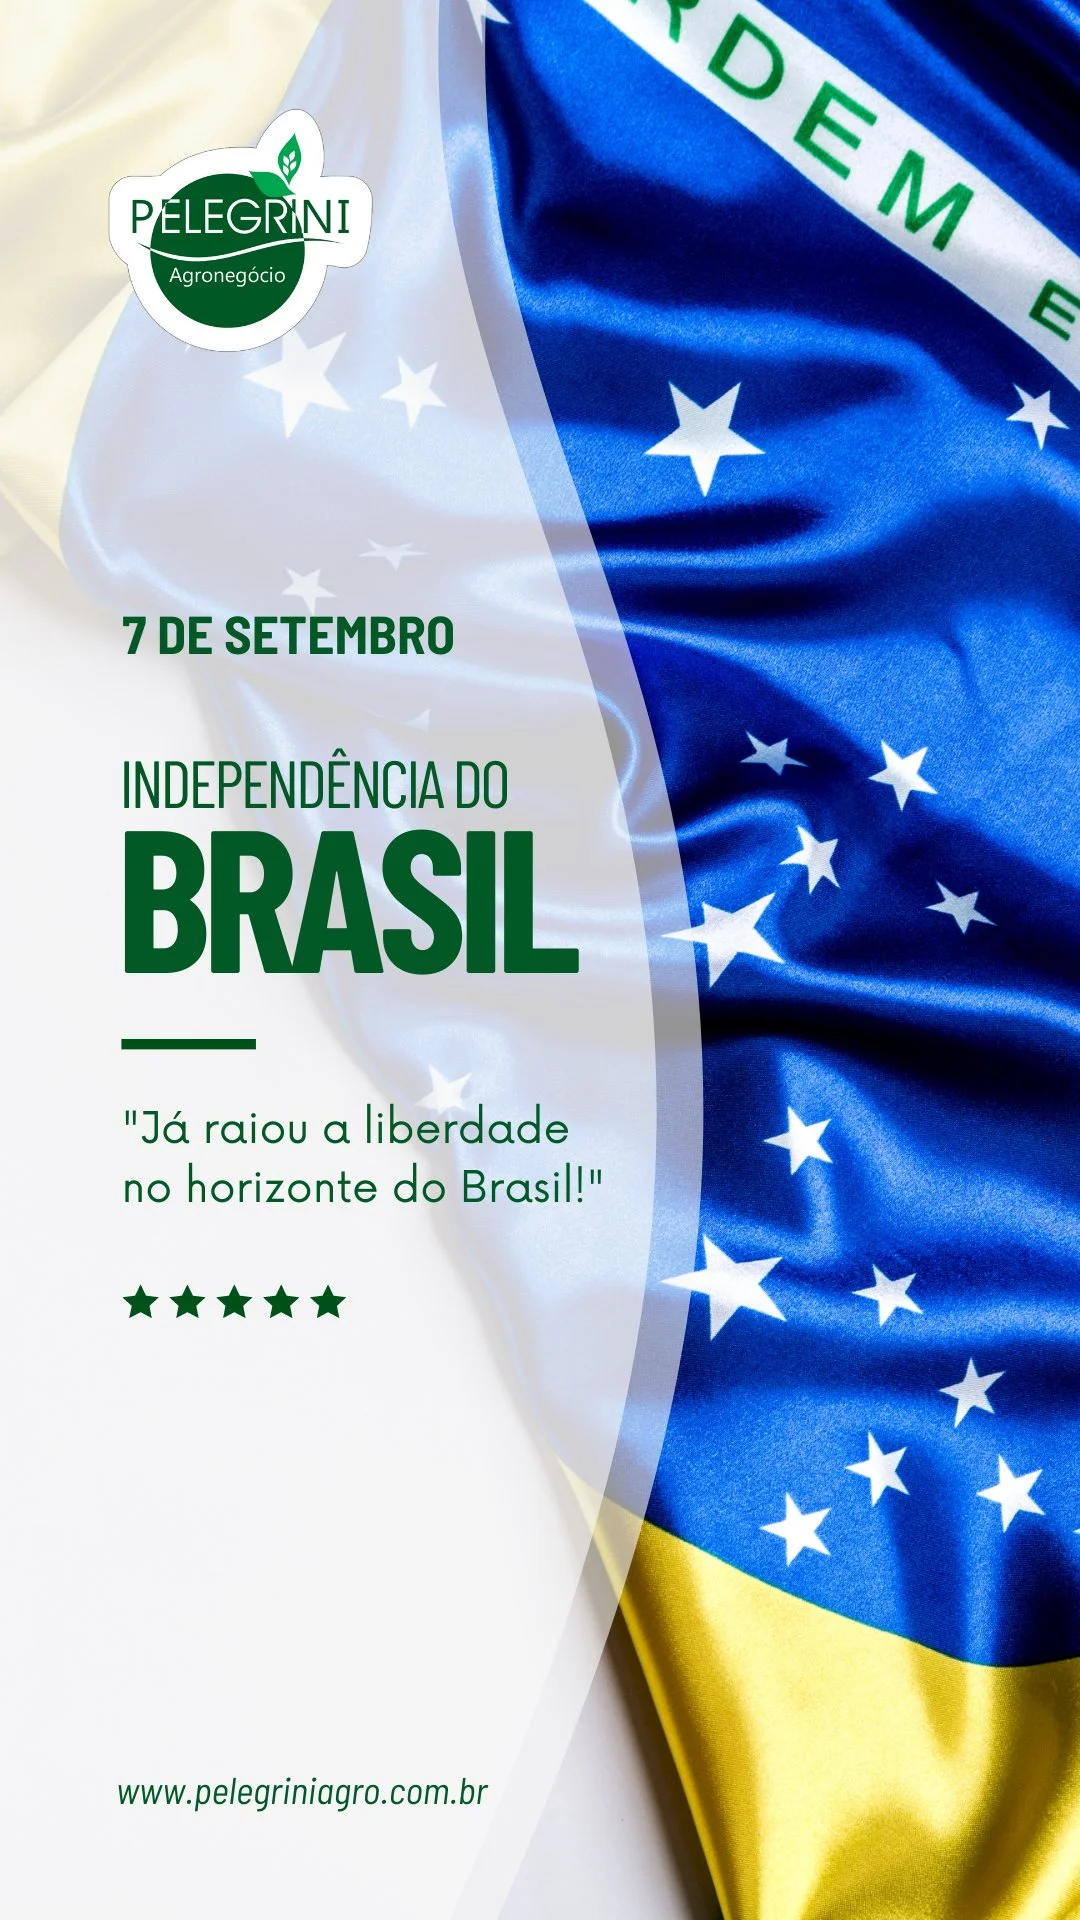 RDEM E
PELEGRINI
Agronegócio
7 DE SETEMBRO
INDEPENDÊNCIA DO
BRASIL
"Já raiou a liberdade
no horizonte do Brasil!"
www.pelegriniagro.com.br